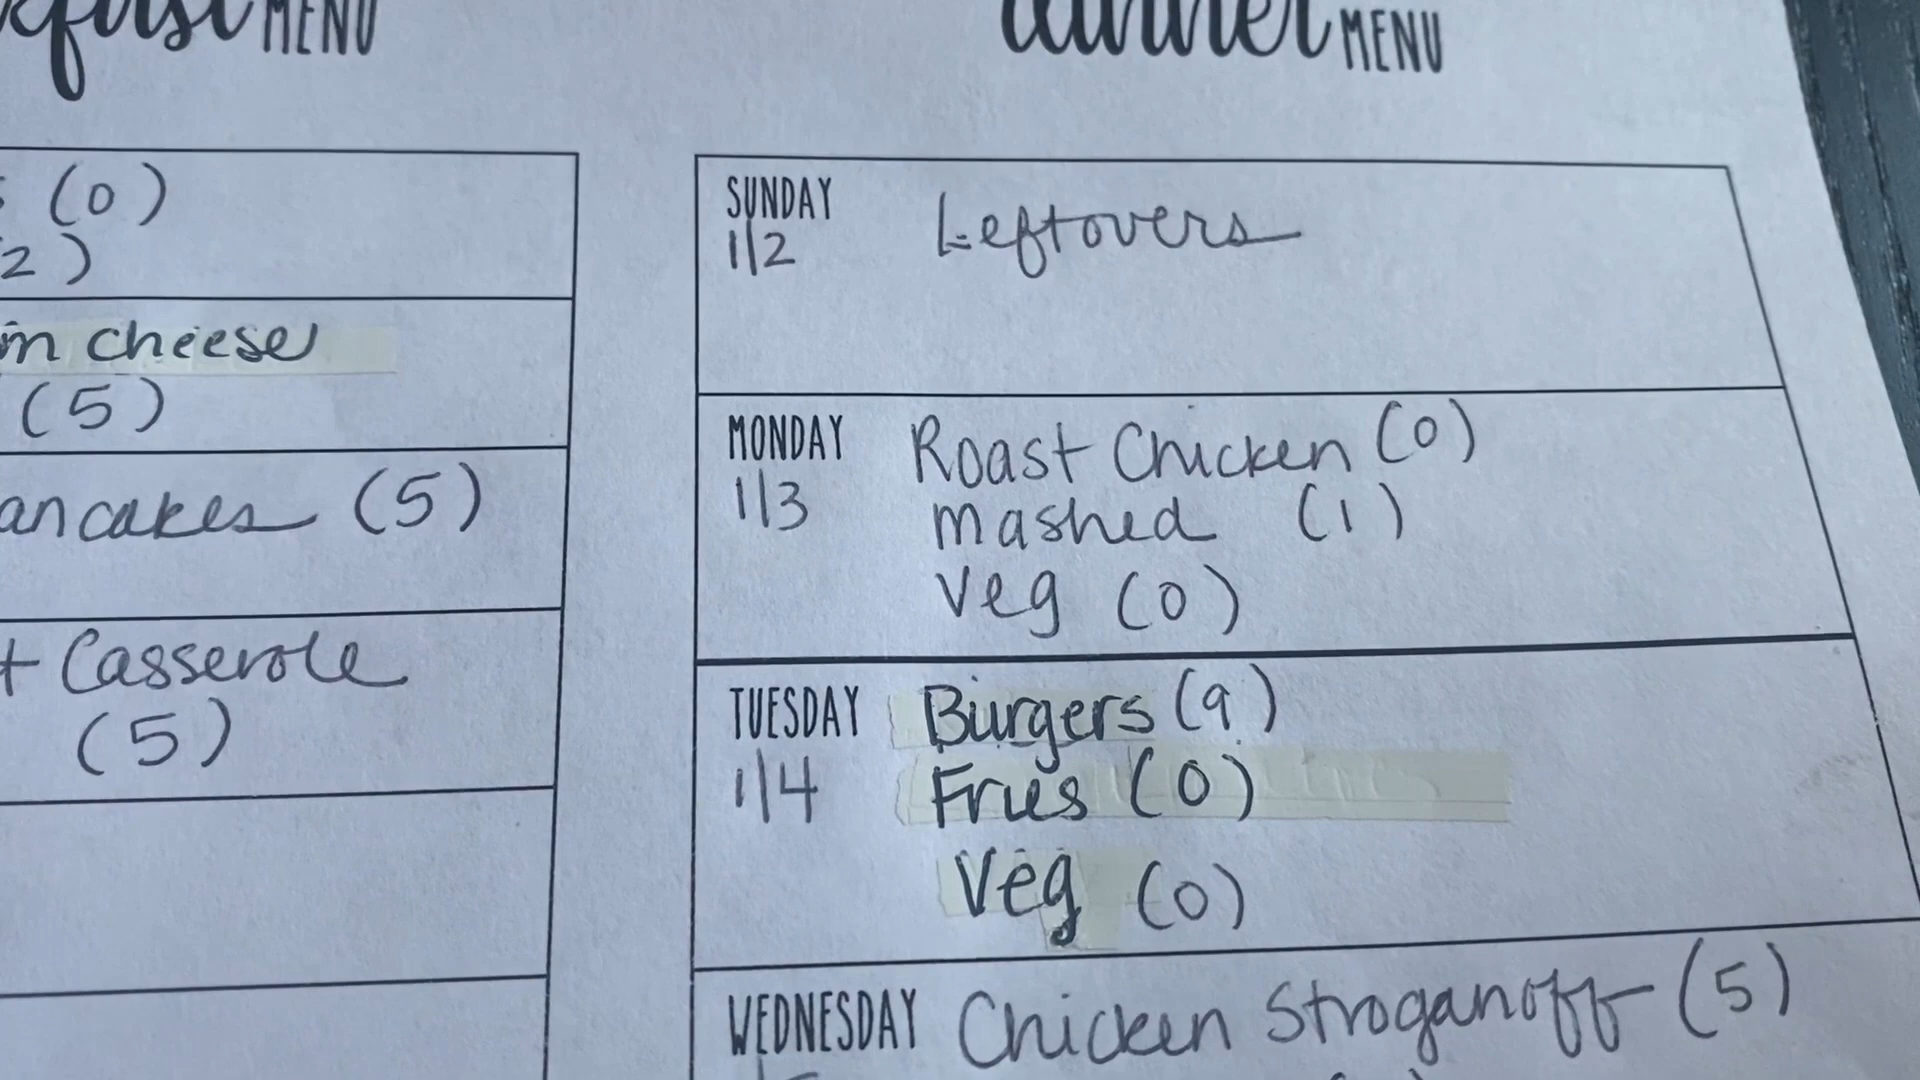 MENU
(0)
2)
cheese
(5)
ancakes (5)
Casserole
(5)
dinner MENU
SUNDAY Leftovers
1/2
MONDAY Roast Chicken (0)
1/3 mashed (1)
Veg (0)
TUESDAY Burgers (9)
1/4 Fries (0)
Veg (0)
WEDNESDAY Chicken Stroganoff (5)